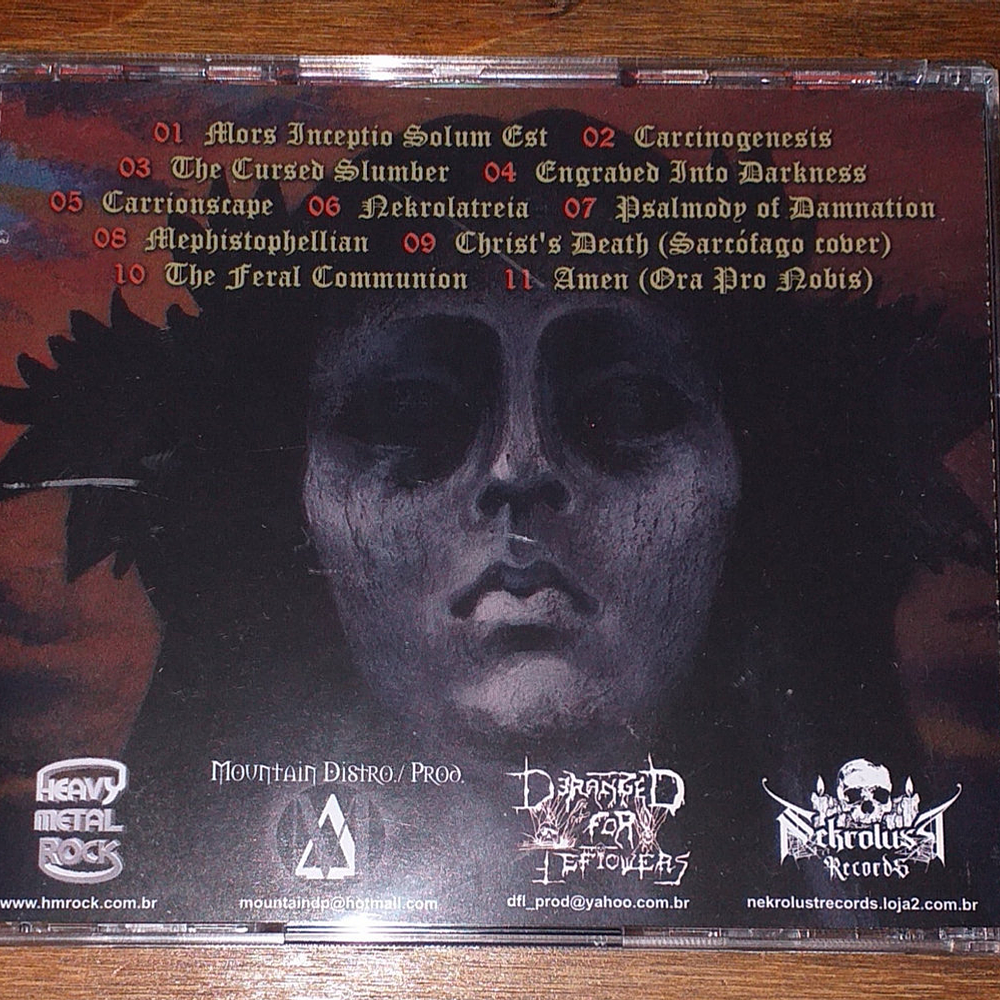 01 Mors Inceptio Solum Est 02 Carcinogenesis
03 The Cursed Slumber 04 Engraved Into Darkness
05 Carrionscape 06 Nekrolatreia 07 Psalmody of Damnation
08 Mephistophellian 09 Christ's Death (Sarcófago cover)
10 The Feral Communion 11 Amen (Ora Pro Nobis)
HEAVY
METAL
ROCK
www.hmrock.com.br
Mountain Distro./ Prod.
mountaindp@hotmail.com
Deranged
for
Leftovers
dfl_prod@yahoo.com.br
Nekrolust
Records
nekrolustrecords.loja2.com.br